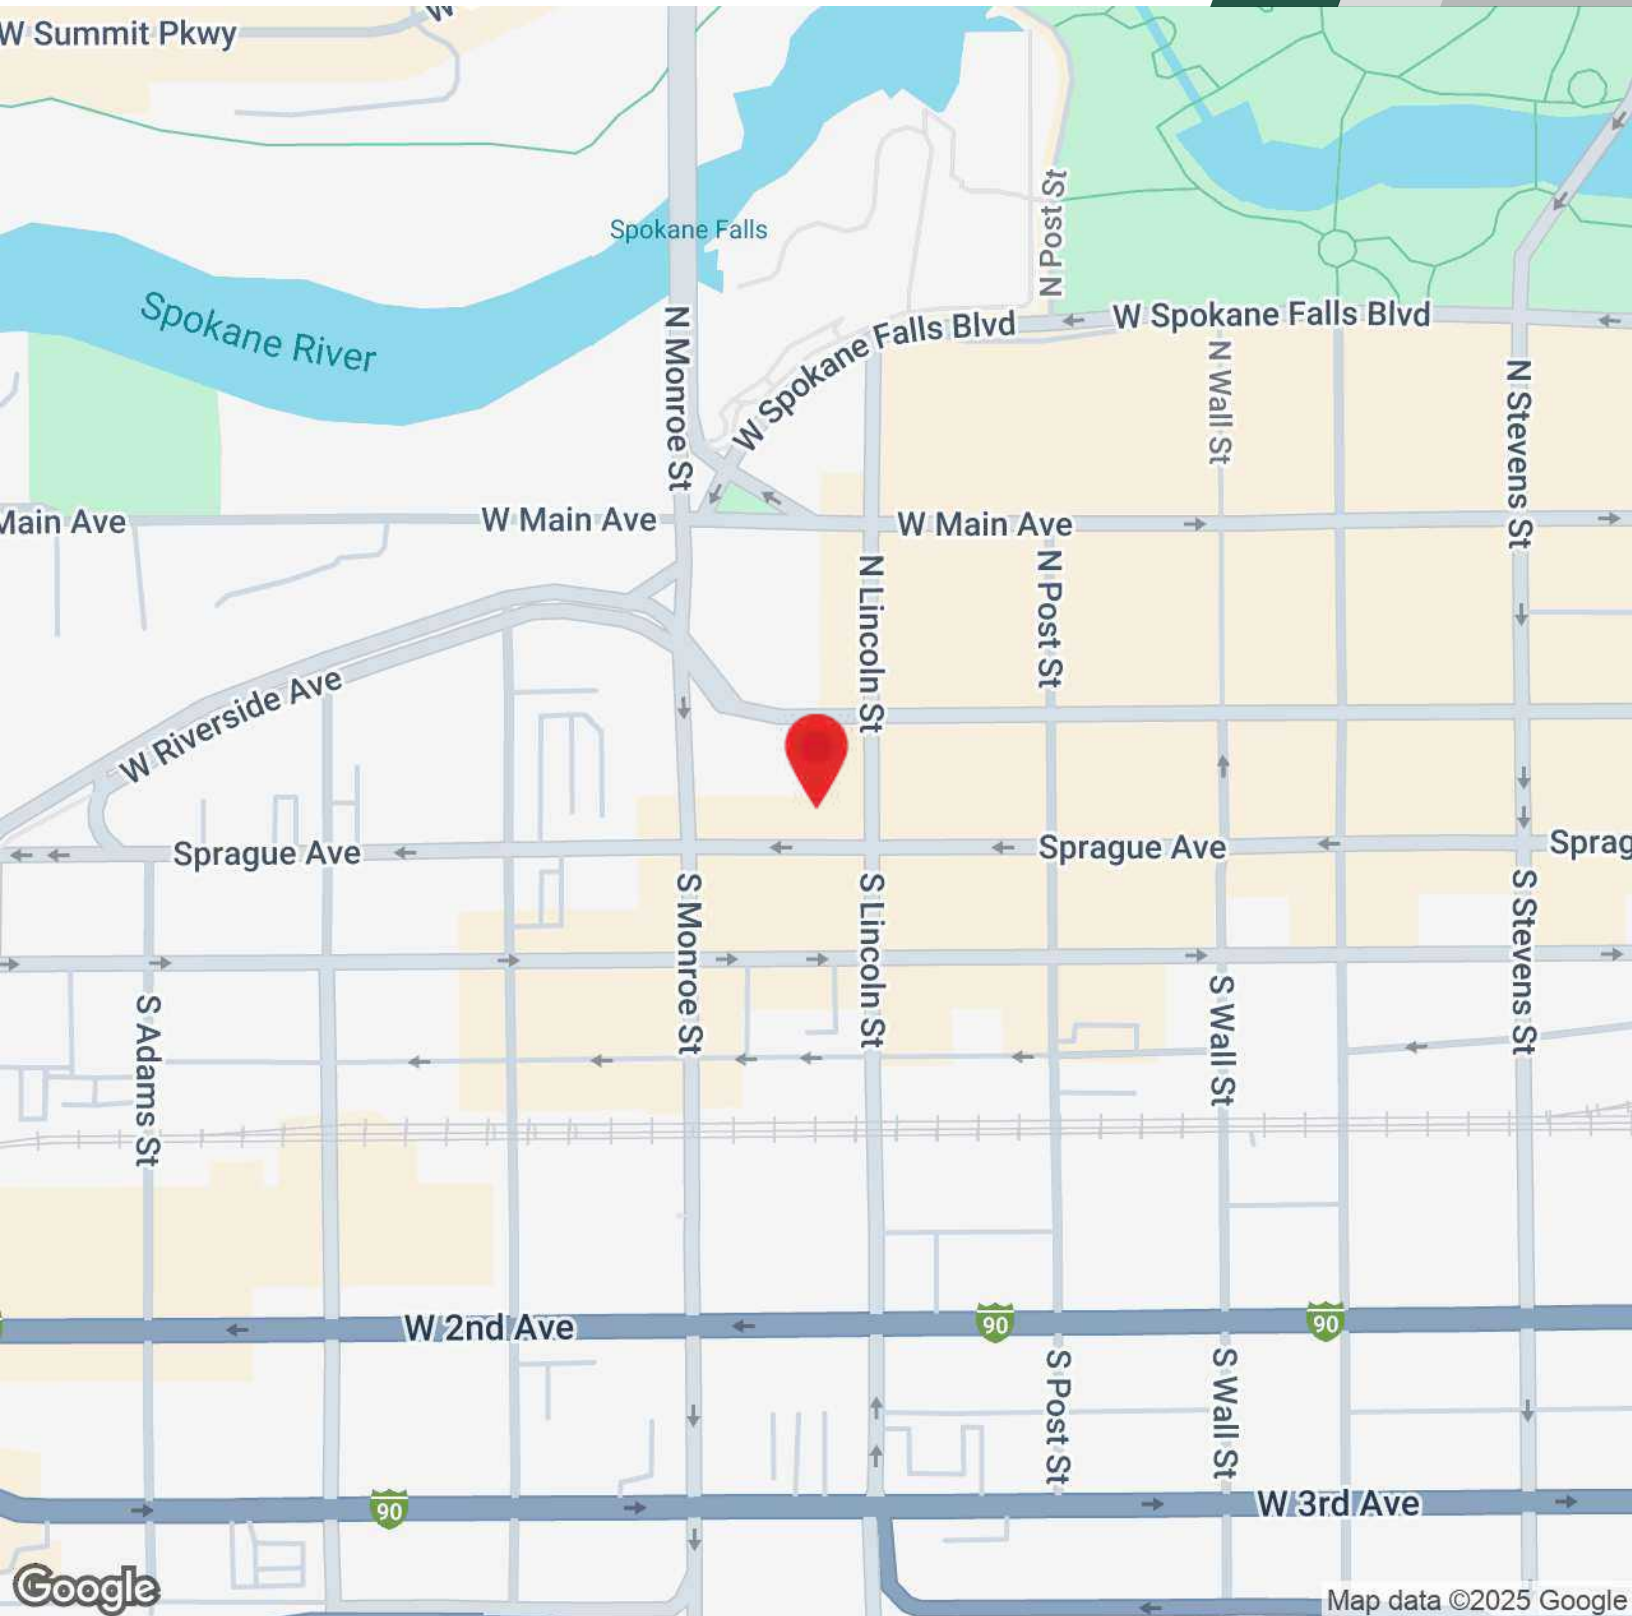 W
W Summit Pkwy
N Post St
Spokane Falls
Spokane River
N Monroe St
W Spokane Falls Blvd
W Spokane Falls Blvd
N Wall St
N Stevens St
Main Ave
W Main Ave
W Main Ave
N Lincoln St
N Post St
W Riverside Ave
Sprague Ave
Sprague Ave
Sprag
S Monroe St
S Lincoln St
S Stevens St
S Adams St
S Wall St
W 2nd Ave
90
90
S Post St
S Wall St
90
W 3rd Ave
Google
Map data ©2025 Google